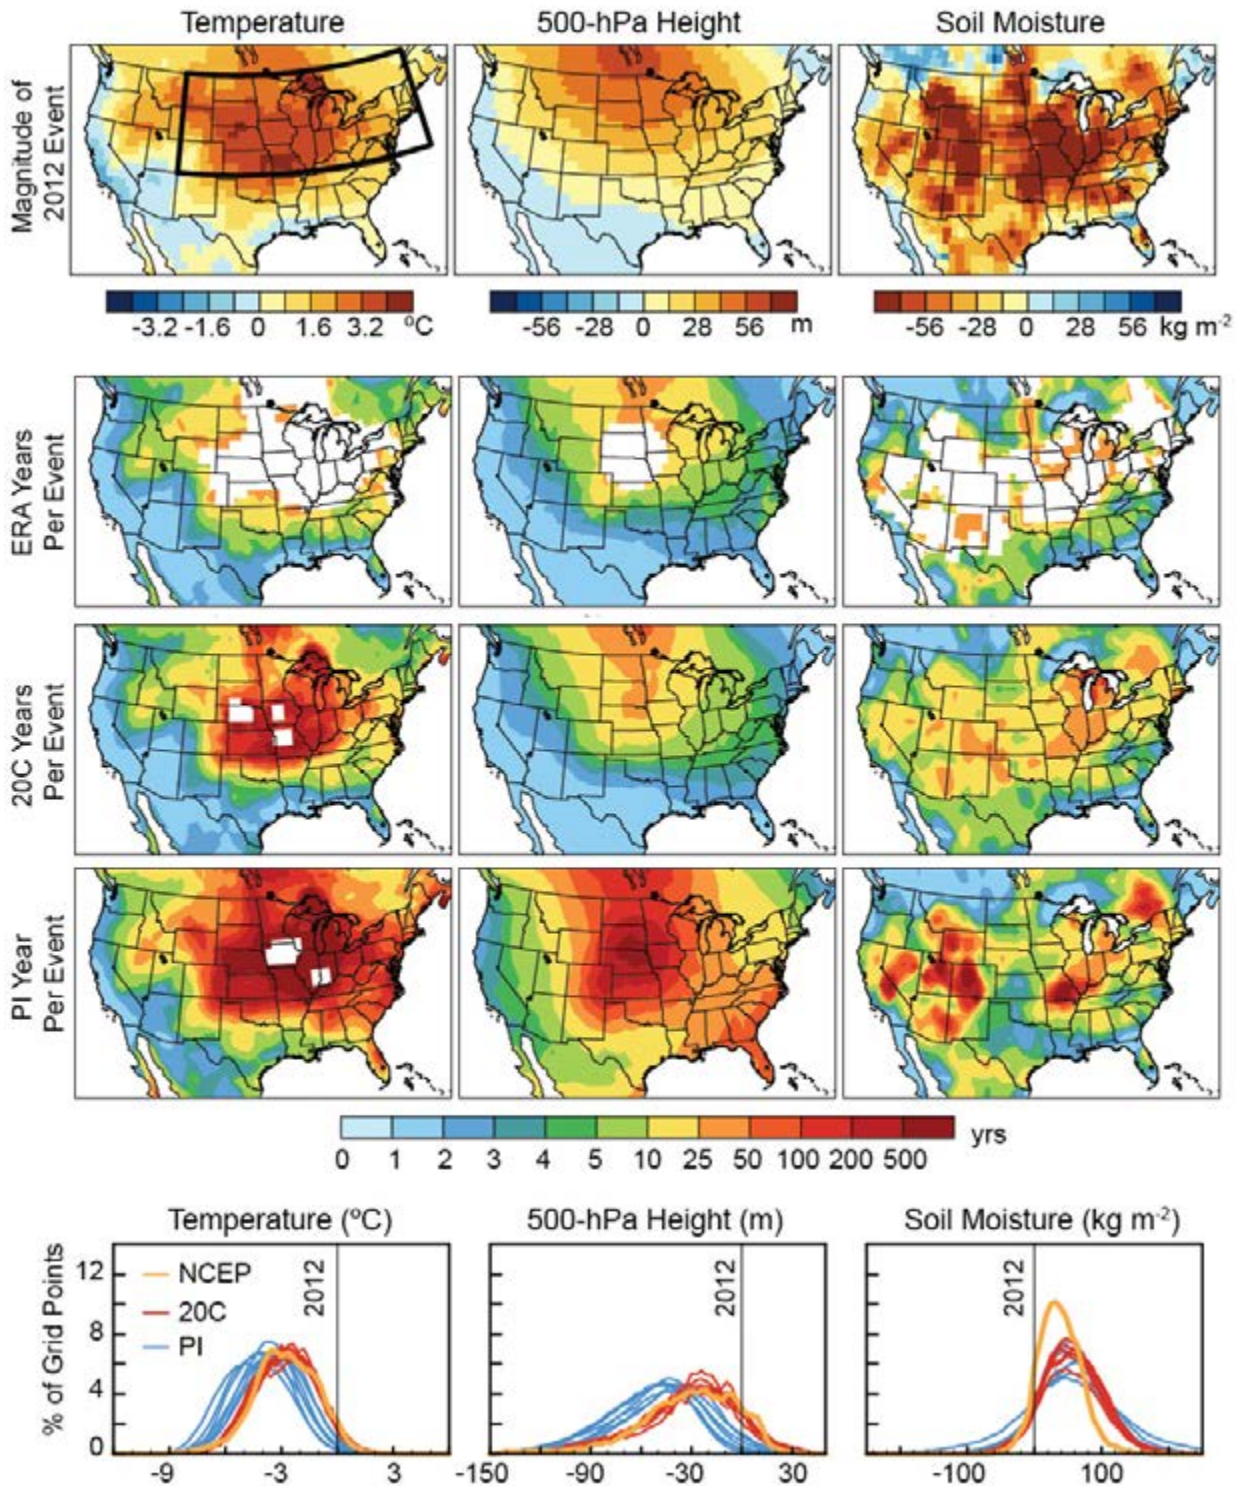 Temperature
500-hPa Height
Soil Moisture
Magnitude of
2012 Event
-3.2 -1.6 0 1.6 3.2 ºC
-56 -28 0 28 56 m
-56 -28 0 28 56 kg m-2
ERA Years
Per Event
20C Years
Per Event
PI Year
Per Event
0 1 2 3 4 5 10 25 50 100 200 500 yrs
Temperature (ºC)
500-hPa Height (m)
Soil Moisture (kg m-2)
% of Grid Points
12
8
4
0
NCEP
20C
PI
2012
2012
2012
-9 -3 3
-150 -90 -30 30
-100 100